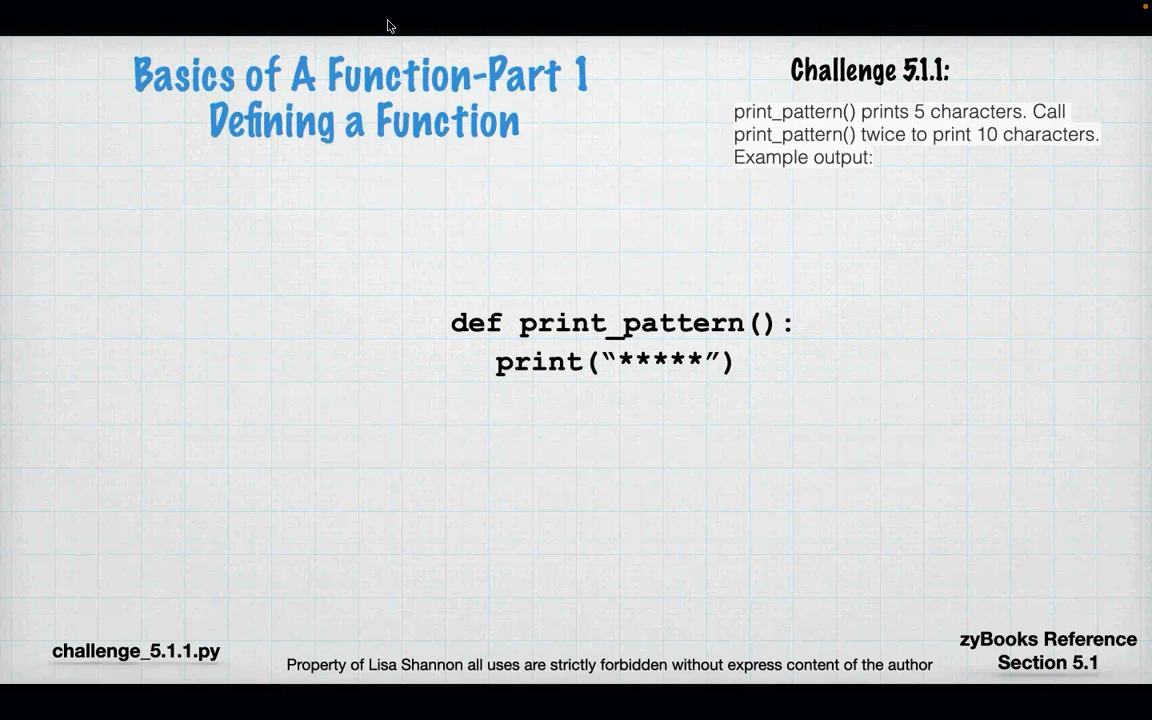 Basics of A Function-Part 1
Defining a Function
Challenge 5.1.1:
print_pattern() prints 5 characters. Call
print_pattern() twice to print 10 characters.
Example output:
def print_pattern():
print(“*****”)
challenge_5.1.1.py
Property of Lisa Shannon all uses are strictly forbidden without express content of the author
zyBooks Reference
Section 5.1